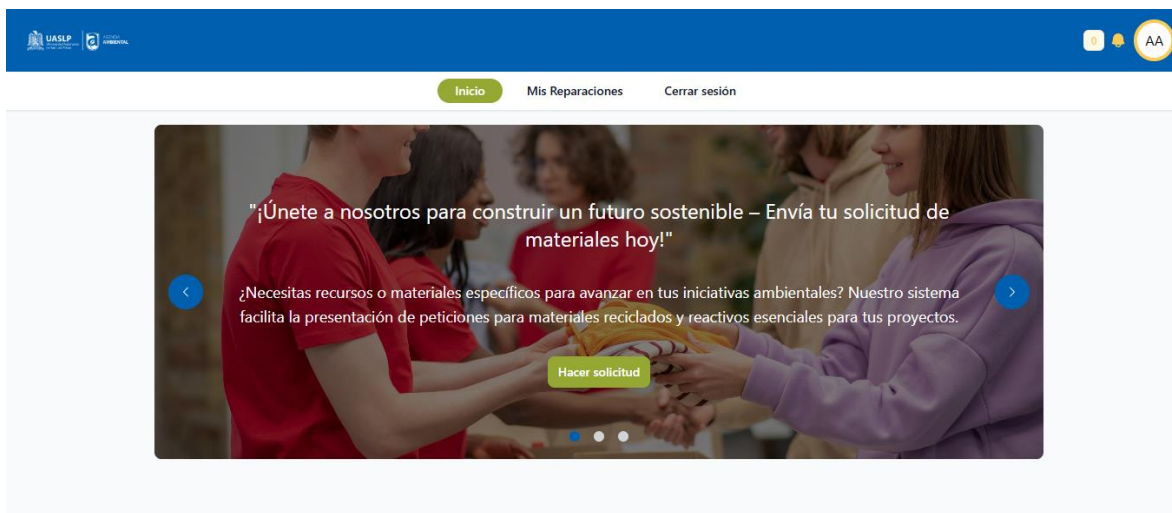 UASLP
AGENDA
AMBIENTAL
0
AA
Inicio
Mis Reparaciones
Cerrar sesión
"¡Únete a nosotros para construir un futuro sostenible – Envía tu solicitud de
materiales hoy!"
¿Necesitas recursos o materiales específicos para avanzar en tus iniciativas ambientales? Nuestro sistema
facilita la presentación de peticiones para materiales reciclados y reactivos esenciales para tus proyectos.
Hacer solicitud